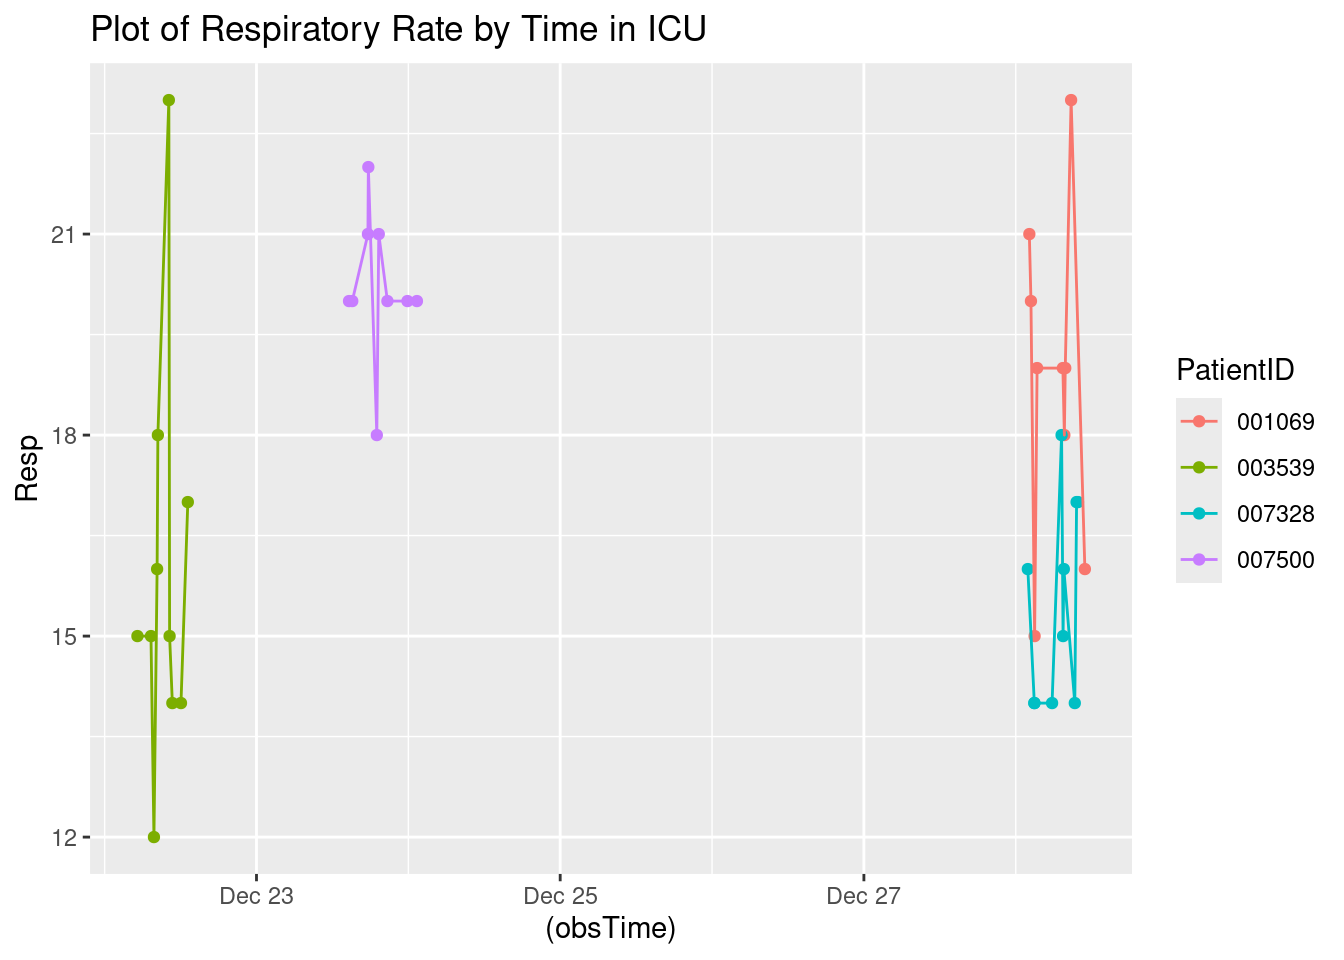 Plot of Respiratory Rate by Time in ICU
21
18
15
12
Resp
Dec 23
Dec 25
Dec 27
(obsTime)
PatientID
001069
003539
007328
007500